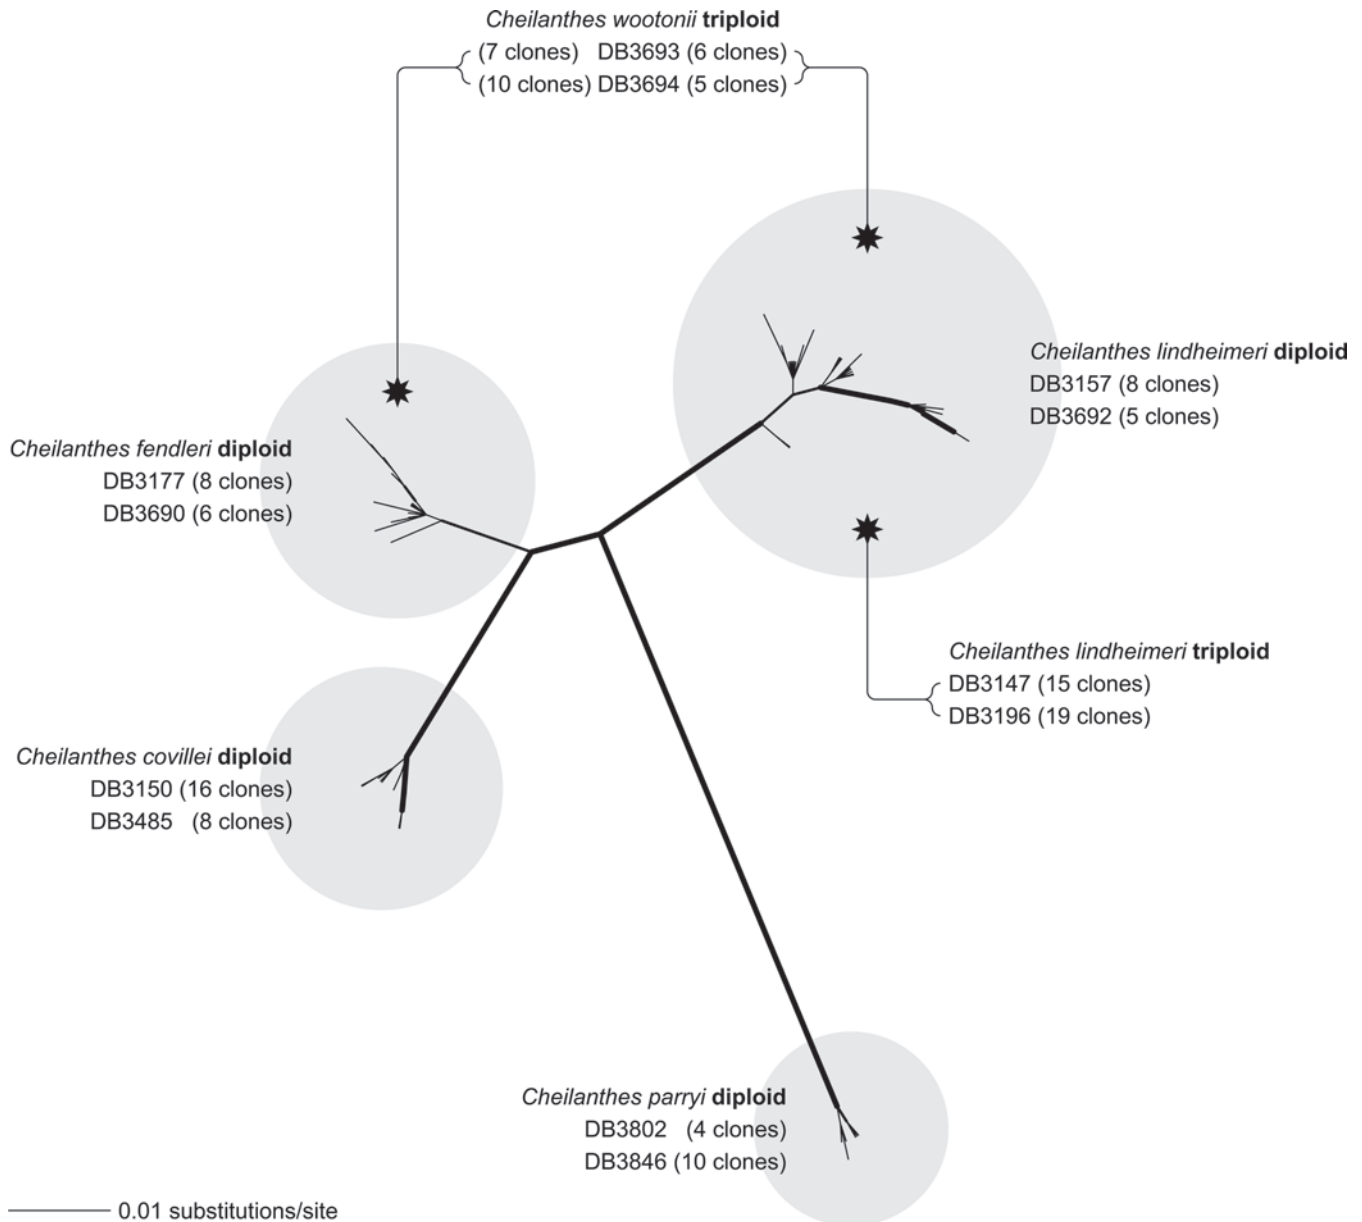 Cheilanthes wootonii triploid
(7 clones) DB3693 (6 clones)
(10 clones) DB3694 (5 clones)
Cheilanthes lindheimeri diploid
DB3157 (8 clones)
DB3692 (5 clones)
Cheilanthes fendleri diploid
DB3177 (8 clones)
DB3690 (6 clones)
Cheilanthes lindheimeri triploid
DB3147 (15 clones)
DB3196 (19 clones)
Cheilanthes covillei diploid
DB3150 (16 clones)
DB3485 (8 clones)
Cheilanthes parryi diploid
DB3802 (4 clones)
DB3846 (10 clones)
0.01 substitutions/site